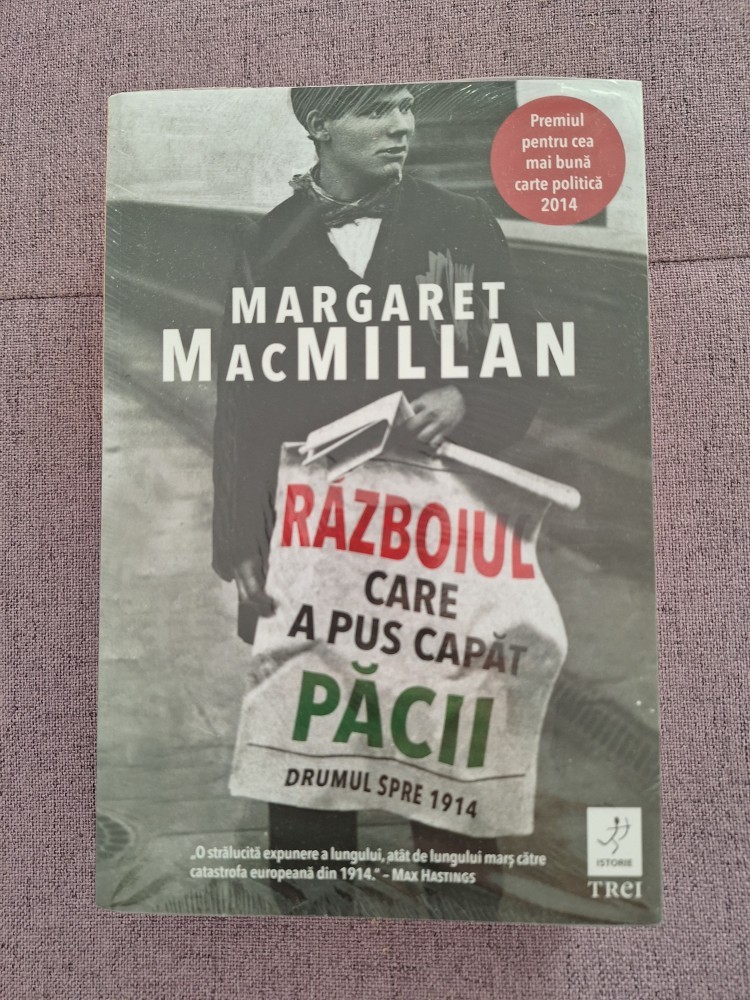 Premiul
pentru cea
mai bună
carte politică
2014
MARGARET
MACMILLAN
RĂZBOIUL
CARE
A PUS CAPĂT
PĂCII
DRUMUL SPRE 1914
„O strălucită expunere a lungului, atât de lungului marș către
catastrofa europeană din 1914.” – MAX HASTINGS
ISTORIE
TREI